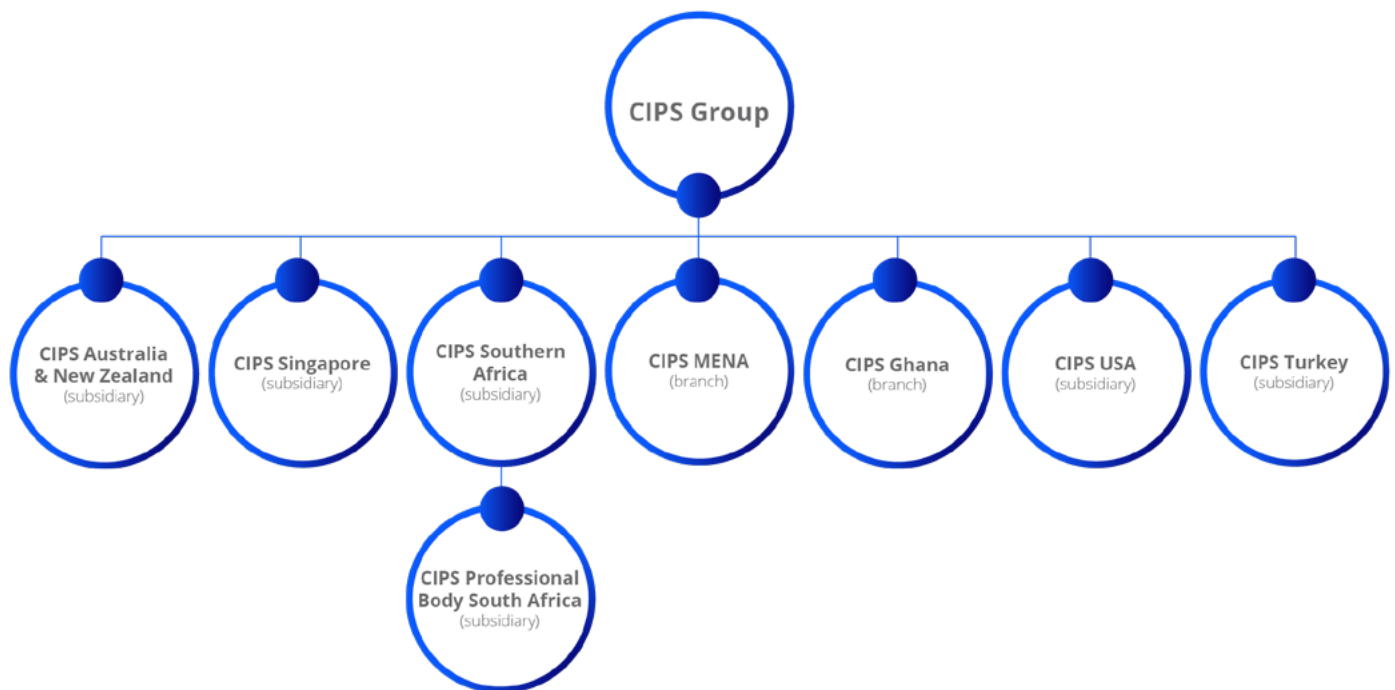 CIPS Group
CIPS Australia
& New Zealand
(subsidiary)
CIPS Singapore
(subsidiary)
CIPS Southern
Africa
(subsidiary)
CIPS MENA
(branch)
CIPS Ghana
(branch)
CIPS USA
(subsidiary)
CIPS Turkey
(subsidiary)
CIPS Professional
Body South Africa
(subsidiary)